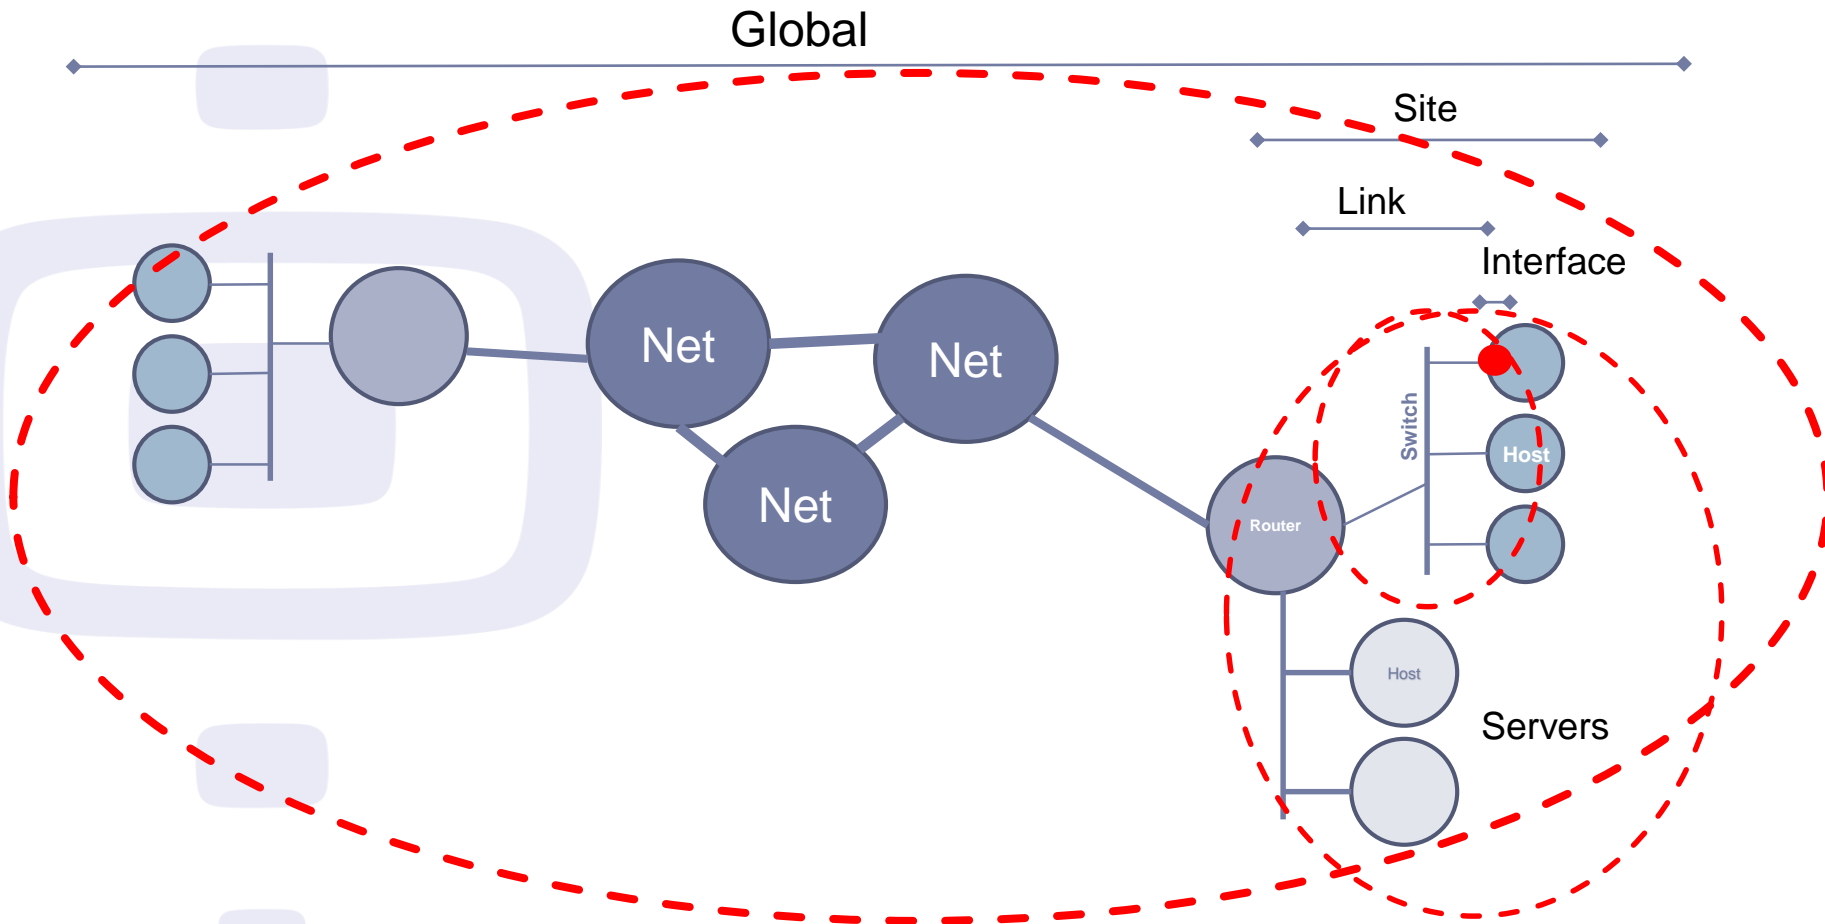 Global
Site
Link
Interface
Net
Net
Net
Switch
Host
Router
Host
Servers